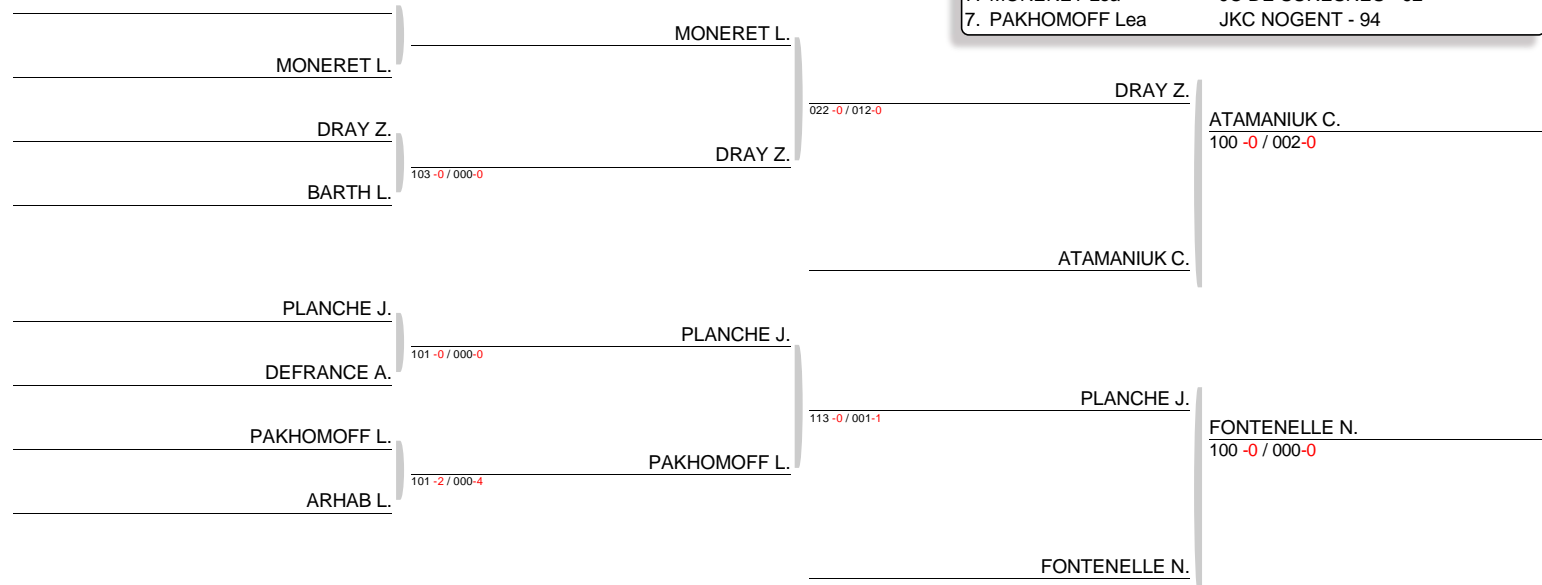 7. PAKHOMOFF Lea JKC NOGENT - 94
MONERET L.
MONERET L.
DRAY Z.
022 -0 / 012-0
ATAMANIUK C.
100 -0 / 002-0
DRAY Z.
DRAY Z.
103 -0 / 000-0
BARTH L.
ATAMANIUK C.
PLANCHE J.
PLANCHE J.
101 -0 / 000-0
DEFRANCE A.
PLANCHE J.
113 -0 / 001-1
FONTENELLE N.
100 -0 / 000-0
PAKHOMOFF L.
PAKHOMOFF L.
101 -2 / 000-4
ARHAB L.
FONTENELLE N.